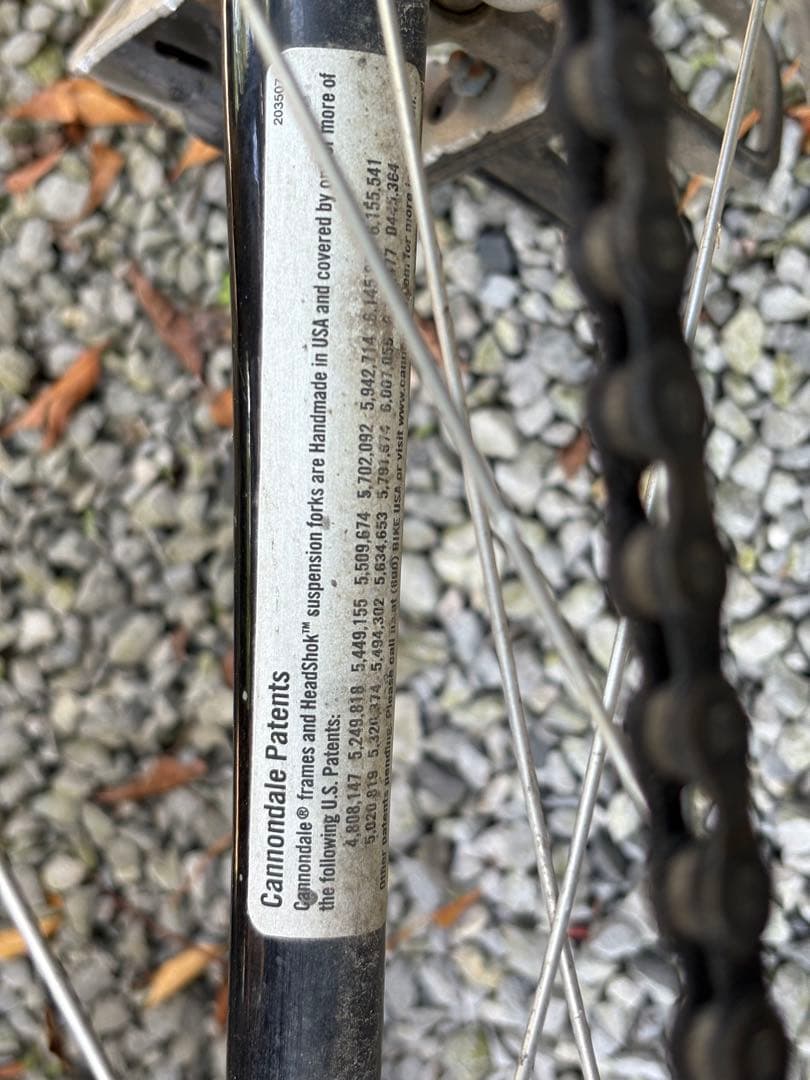 203507
Cannondale Patents
Cannondale® frames and HeadShok™ suspension forks are Handmade in USA and covered by more of
the following U.S. Patents:
4,808,147 5,249,818 5,449,155 5,509,674 5,702,092 5,942,714 6,155,541
5,020,819 5,320,374 5,494,302 5,634,653 5,791,674 6,007,056
Other patents pending. Please call us at (800) BIKE USA or visit for more